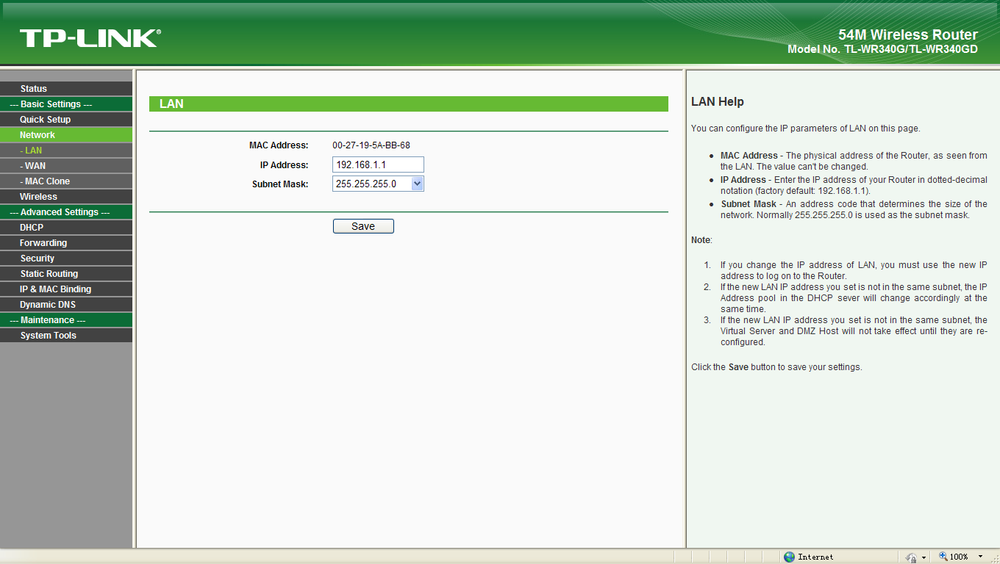 TP-LINK®
54M Wireless Router
Model No. TL-WR340G/TL-WR340GD
Status
--- Basic Settings ---
Quick Setup
Network
- LAN
- WAN
- MAC Clone
Wireless
--- Advanced Settings ---
DHCP
Forwarding
Security
Static Routing
IP & MAC Binding
Dynamic DNS
--- Maintenance ---
System Tools
LAN
MAC Address: 00-27-19-5A-BB-68
IP Address: 192.168.1.1
Subnet Mask: 255.255.255.0
Save
LAN Help
You can configure the IP parameters of LAN on this page.
● MAC Address - The physical address of the Router, as seen from
the LAN. The value can't be changed.
● IP Address - Enter the IP address of your Router in dotted-decimal
notation (factory default: 192.168.1.1).
● Subnet Mask - An address code that determines the size of the
network. Normally 255.255.255.0 is used as the subnet mask.
Note:
1. If you change the IP address of LAN, you must use the new IP
address to log on to the Router.
2. If the new LAN IP address you set is not in the same subnet, the IP
Address pool in the DHCP sever will change accordingly at the
same time.
3. If the new LAN IP address you set is not in the same subnet, the
Virtual Server and DMZ Host will not take effect until they are re-
configured.
Click the Save button to save your settings.
Internet
100%